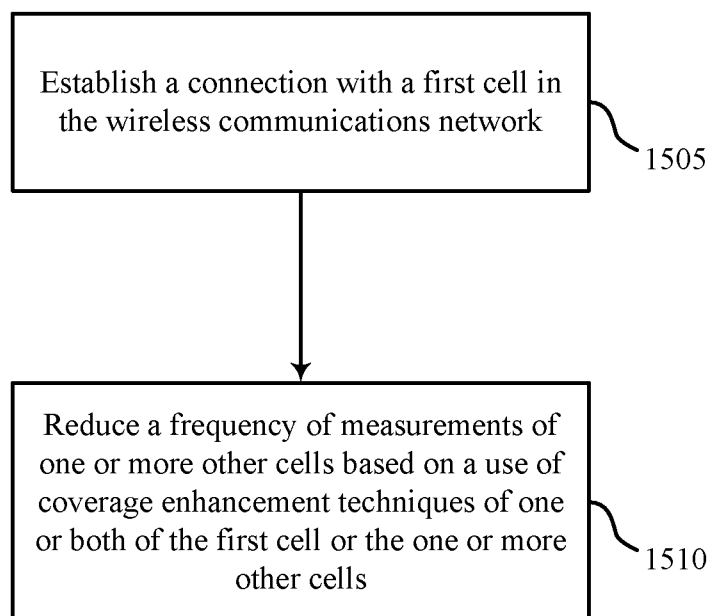 Establish a connection with a first cell in
the wireless communications network
1505
Reduce a frequency of measurements of
one or more other cells based on a use of
coverage enhancement techniques of one
or both of the first cell or the one or more
other cells
1510